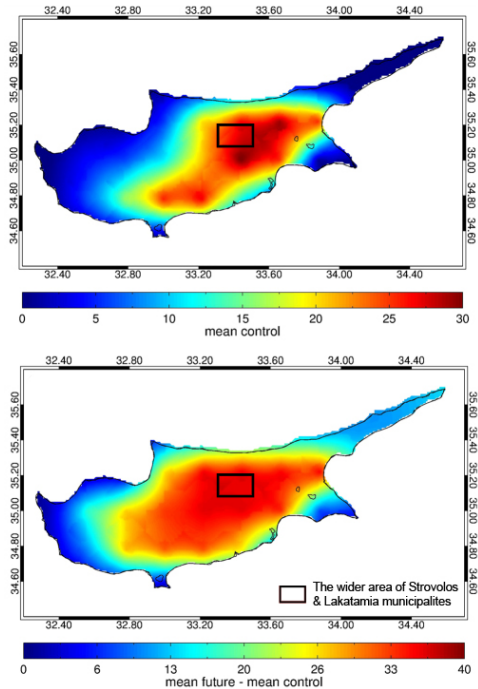 32.40 32.80 33.20 33.60 34.00 34.40
35.60 35.60
35.40 35.40
35.20 35.20
35.00 35.00
34.80 34.80
34.60 34.60
32.40 32.80 33.20 33.60 34.00 34.40
0 5 10 15 20 25 30
mean control
32.40 32.80 33.20 33.60 34.00 34.40
35.60 35.60
35.40 35.40
35.20 35.20
35.00 35.00
34.80 34.80
34.60 34.60
The wider area of Strovolos
& Lakatamia municipalites
32.40 32.80 33.20 33.60 34.00 34.40
0 6 13 20 26 33 40
mean future - mean control